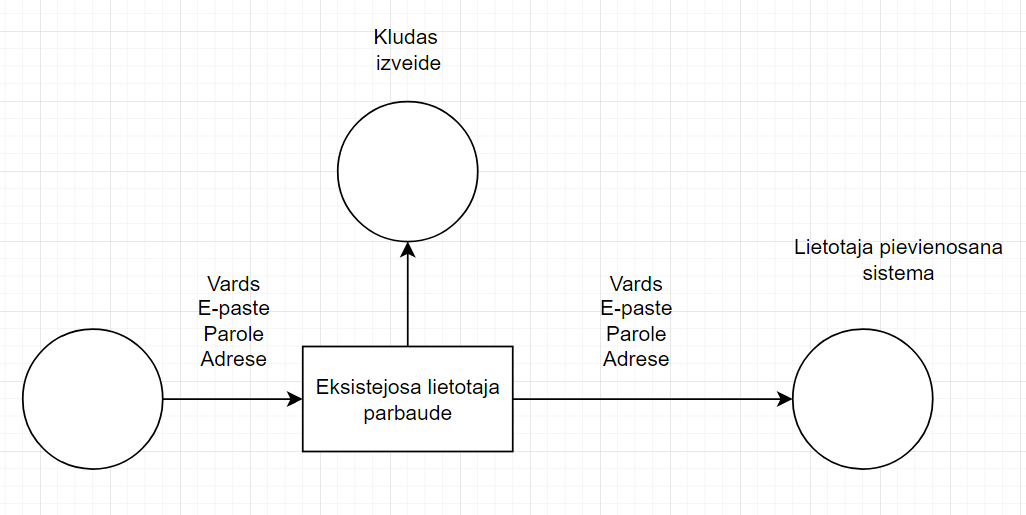 Kludas
izveide
Lietotaja pievienosana
sistema
Vards
E-paste
Parole
Adrese
Vards
E-paste
Parole
Adrese
Eksistejosa lietotaja
parbaude